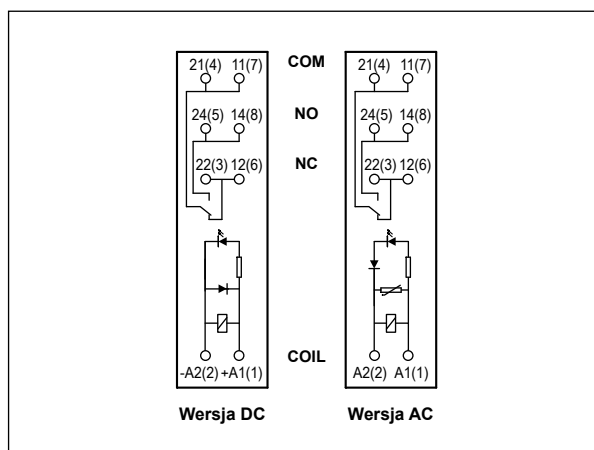 21(4) 11(7) COM 21(4) 11(7)
24(5) 14(8) NO 24(5) 14(8)
22(3) 12(6) NC 22(3) 12(6)
-A2(2) +A1(1) COIL A2(2) A1(1)
Wersja DC Wersja AC